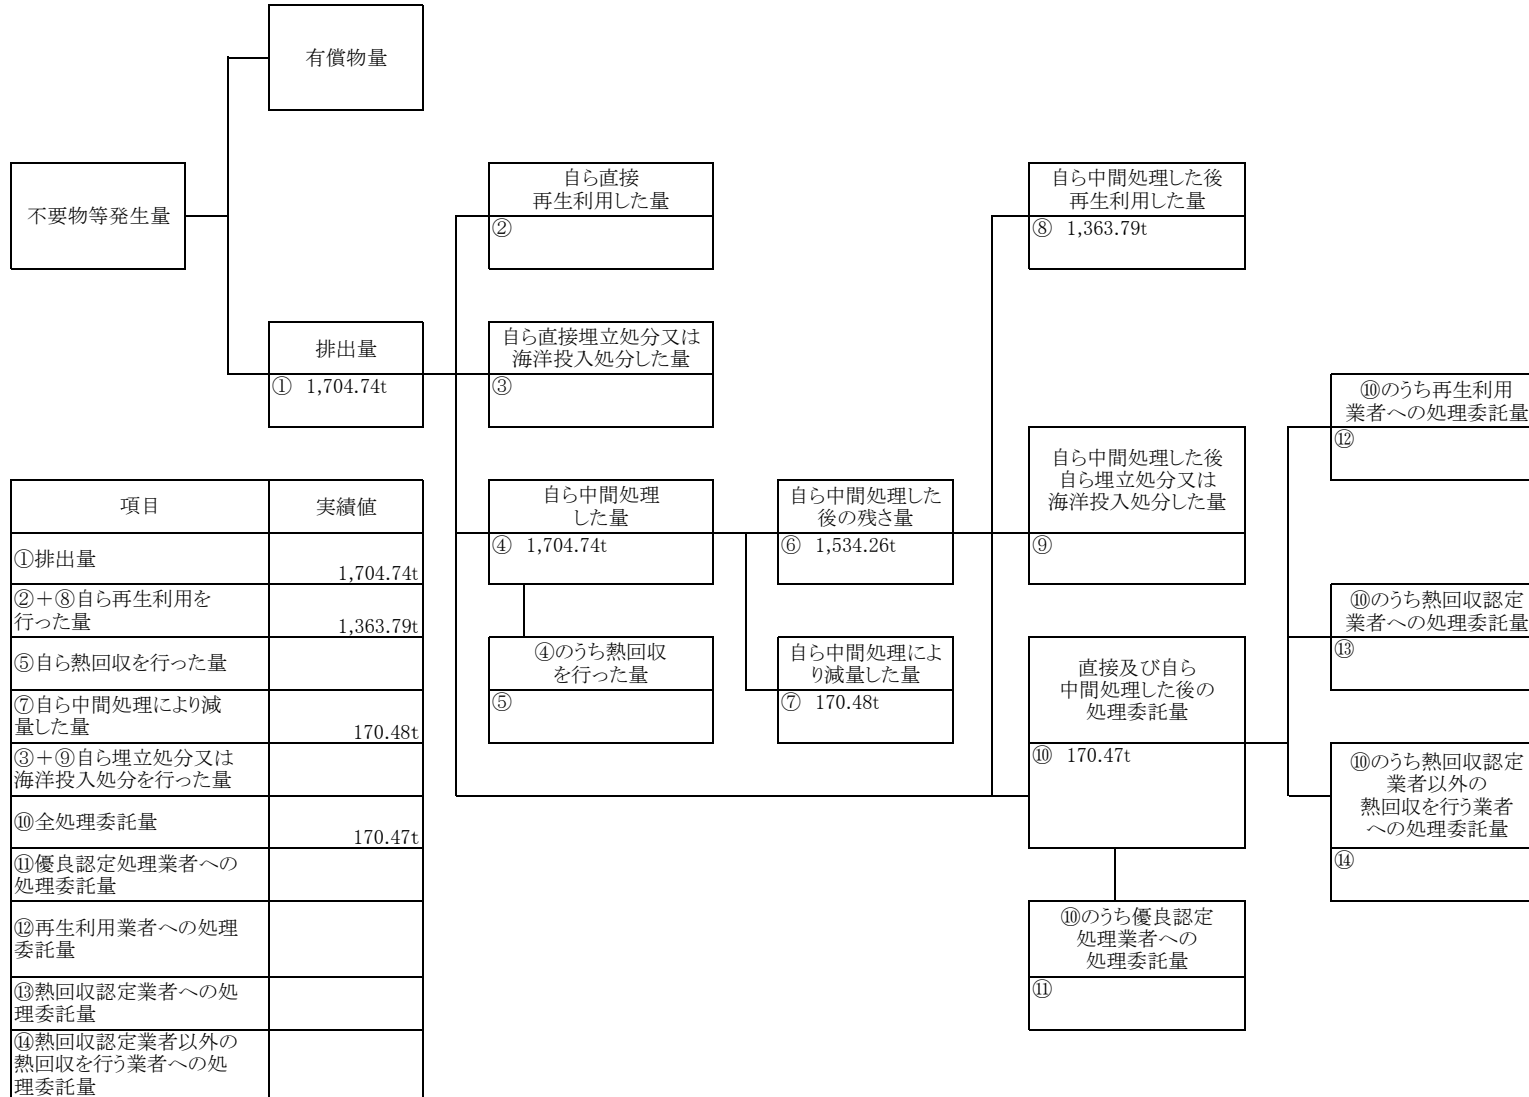 有償物量
不要物等発生量
自ら直接
再生利用した量
②
自ら中間処理した後
再生利用した量
⑧ 1,363.79t
排出量
① 1,704.74t
自ら直接埋立処分又は
海洋投入処分した量
③
⑩のうち再生利用
業者への処理委託量
⑫
自ら中間処理した後
自ら埋立処分又は
海洋投入処分した量
⑨
自ら中間処理
した量
④ 1,704.74t
自ら中間処理した
後の残さ量
⑥ 1,534.26t
④のうち熱回収
を行った量
⑤
自ら中間処理によ
り減量した量
⑦ 170.48t
直接及び自ら
中間処理した後の
処理委託量
⑩ 170.47t
⑩のうち熱回収認定
業者への処理委託量
⑬
⑩のうち熱回収認定
業者以外の
熱回収を行う業者
への処理委託量
⑭
⑩のうち優良認定
処理業者への
処理委託量
⑪
項目 実績値
①排出量
1,704.74t
②＋⑧自ら再生利用を
行った量 1,363.79t
⑤自ら熱回収を行った量
⑦自ら中間処理により減
量した量 170.48t
③＋⑨自ら埋立処分又は
海洋投入処分を行った量
⑩全処理委託量
170.47t
⑪優良認定処理業者への
処理委託量
⑫再生利用業者への処理
委託量
⑬熱回収認定業者への処
理委託量
⑭熱回収認定業者以外の
熱回収を行う業者への処
理委託量